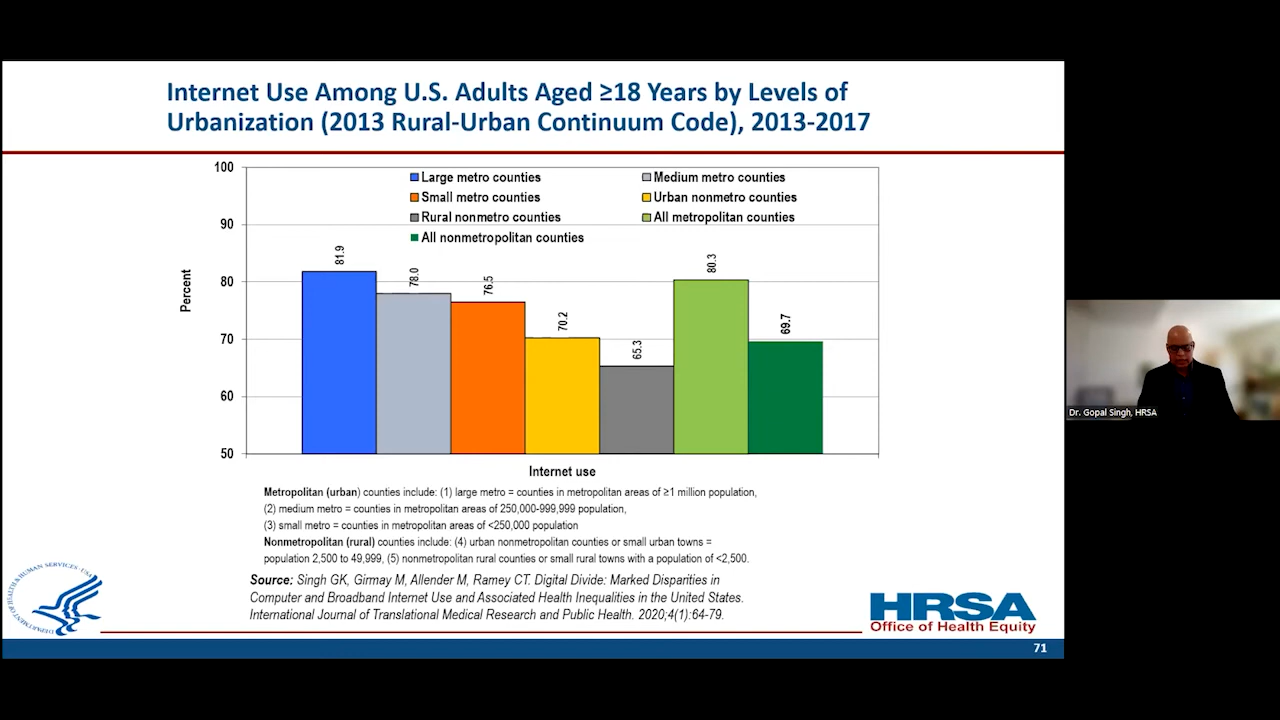 Internet Use Among U.S. Adults Aged ≥18 Years by Levels of
Urbanization (2013 Rural-Urban Continuum Code), 2013-2017
100
90
80
70
60
50
Percent
Large metro counties
Medium metro counties
Small metro counties
Urban nonmetro counties
Rural nonmetro counties
All metropolitan counties
All nonmetropolitan counties
81.9
78.0
76.5
70.2
65.3
80.3
69.7
Internet use
Metropolitan (urban) counties include: (1) large metro = counties in metropolitan areas of ≥1 million population,
(2) medium metro = counties in metropolitan areas of 250,000-999,999 population,
(3) small metro = counties in metropolitan areas of <250,000 population
Nonmetropolitan (rural) counties include: (4) urban nonmetropolitan counties or small urban towns =
population 2,500 to 49,999, (5) nonmetropolitan rural counties or small rural towns with a population of <2,500.
Source: Singh GK, Girmay M, Allender M, Ramey CT. Digital Divide: Marked Disparities in
Computer and Broadband Internet Use and Associated Health Inequalities in the United States.
International Journal of Translational Medical Research and Public Health. 2020;4(1):64-79.
DEPARTMENT OF HEALTH & HUMAN SERVICES · USA
HRSA
Office of Health Equity
71
Dr. Gopal Singh, HRSA